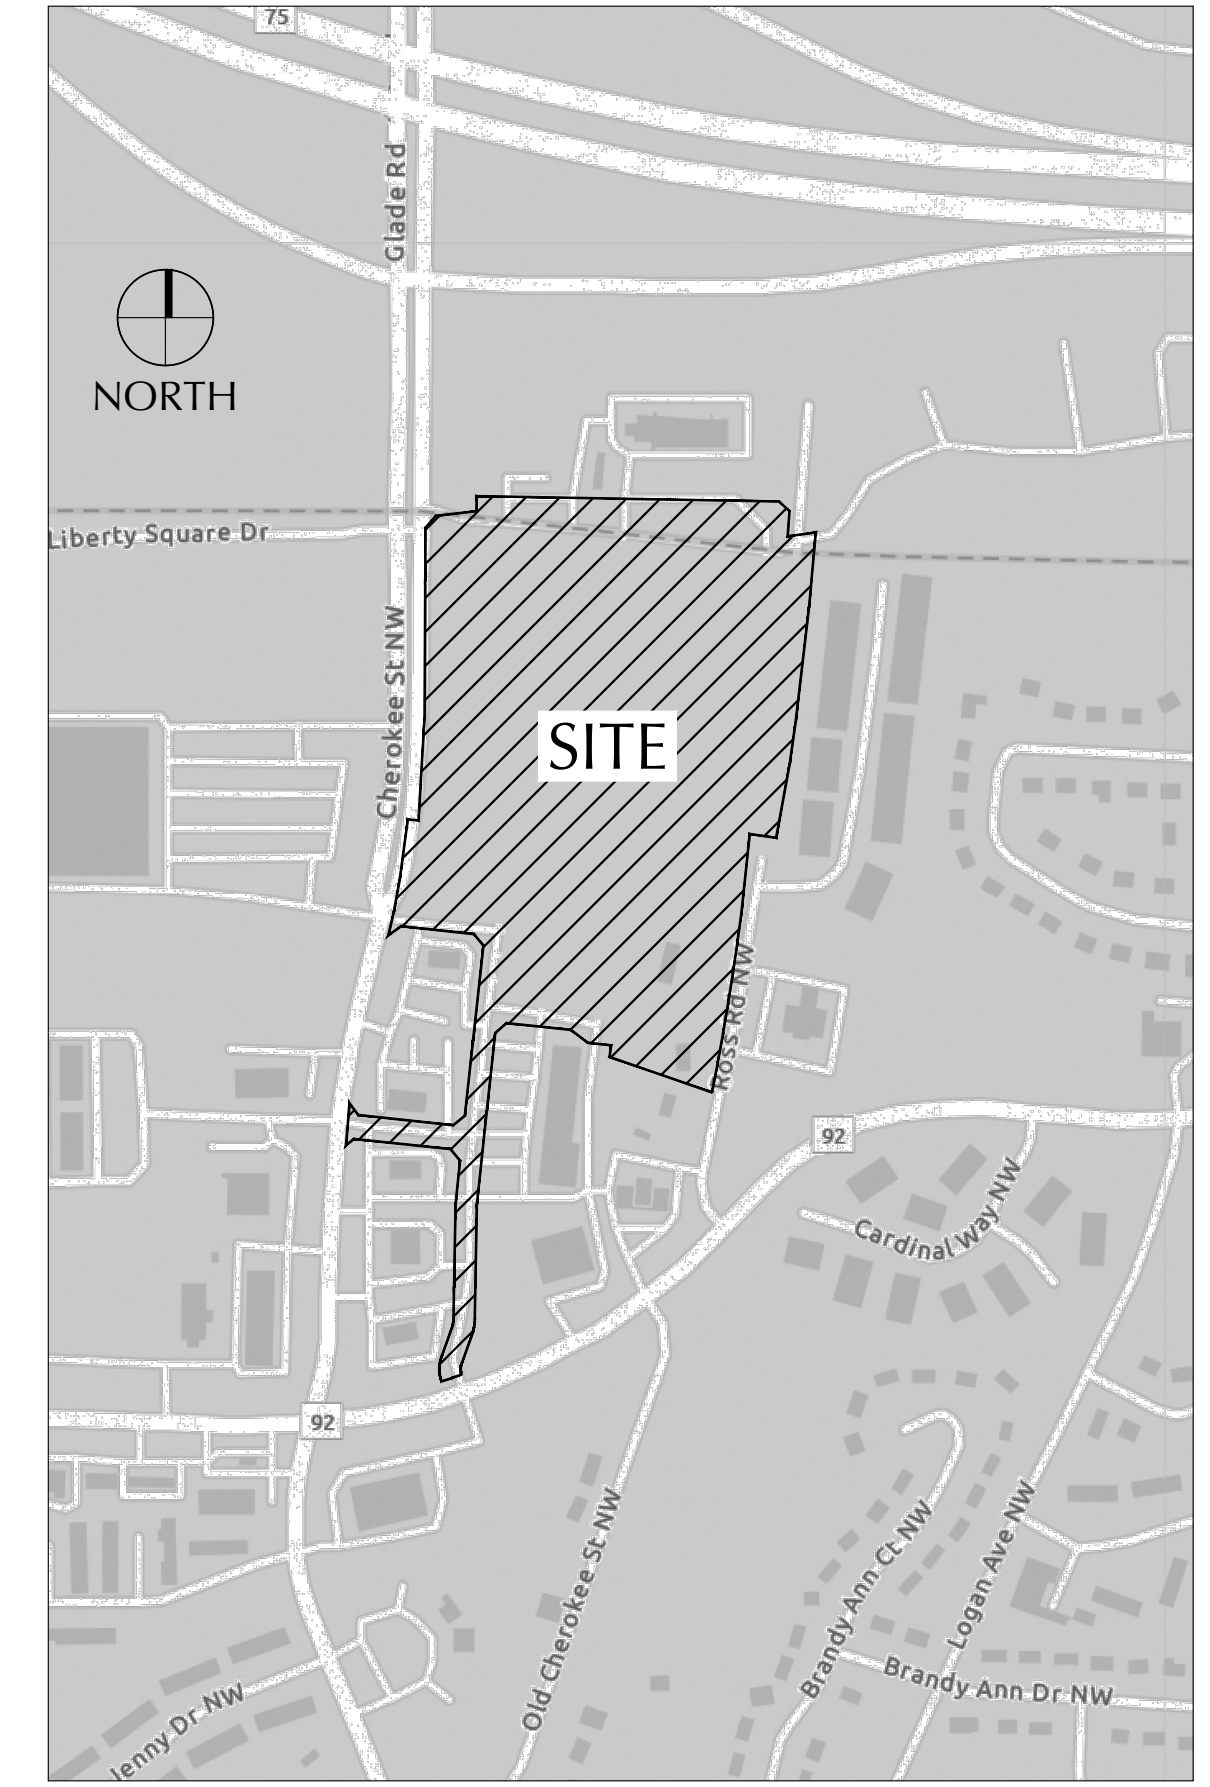 75
Glade Rd
NORTH
Liberty Square Dr
Cherokee St NW
SITE
Ross Rd NW
92
Cardinal Way NW
92
Old Cherokee St NW
Brandy Ann Ct NW
Logan Ave NW
Brandy Ann Dr NW
Jenny Dr NW